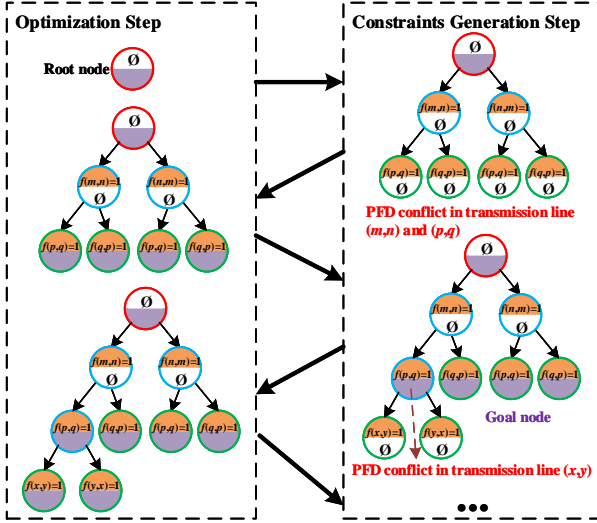 Optimization Step
Ø
Root node
Ø
f(m,n)=1 f(n,m)=1
Ø Ø
f(p,q)=1 f(q,p)=1 f(p,q)=1 f(q,p)=1
Ø
f(m,n)=1 f(n,m)=1
Ø Ø
f(p,q)=1 f(q,p)=1 f(p,q)=1 f(q,p)=1
f(x,y)=1 f(y,x)=1
Constraints Generation Step
Ø
f(m,n)=1 f(n,m)=1
Ø Ø
f(p,q)=1 f(q,p)=1 f(p,q)=1 f(q,p)=1
Ø Ø Ø Ø
PFD conflict in transmission line
(m,n) and (p,q)
Ø
f(m,n)=1 f(n,m)=1
Ø Ø
f(p,q)=1 f(q,p)=1 f(p,q)=1 f(q,p)=1
Goal node
f(x,y)=1 f(y,x)=1
Ø Ø
PFD conflict in transmission line (x,y)
•••